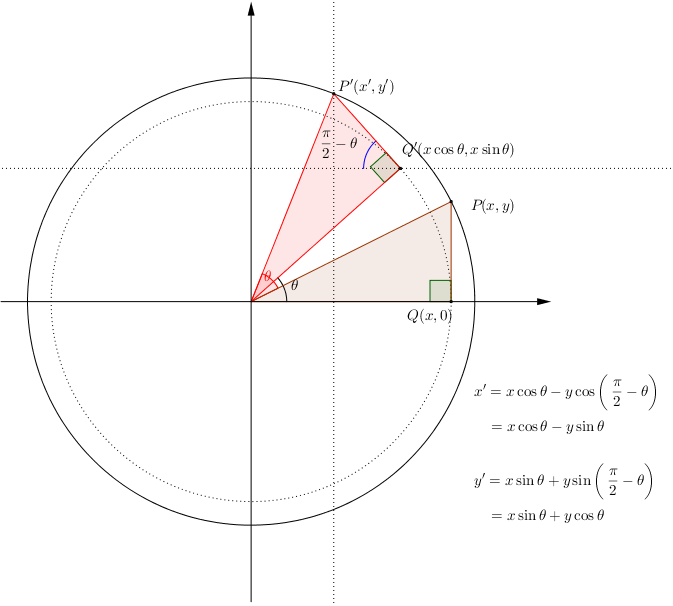 P′(x′, y′)
π/2 − θ
Q′(x cos θ, x sin θ)
P(x, y)
θ
θ
Q(x, 0)
x′ = x cos θ − y cos ( π/2 − θ )
= x cos θ − y sin θ
y′ = x sin θ + y sin ( π/2 − θ )
= x sin θ + y cos θ